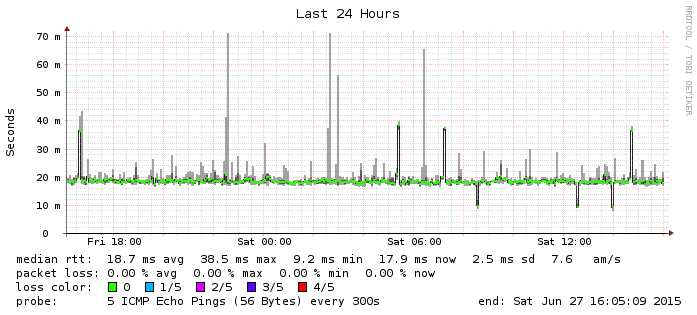 Last 24 Hours
RRDTOOL / TOBI OETIKER
Seconds
70 m
60 m
50 m
40 m
30 m
20 m
10 m
0
Fri 18:00 Sat 00:00 Sat 06:00 Sat 12:00
median rtt: 18.7 ms avg 38.5 ms max 9.2 ms min 17.9 ms now 2.5 ms sd 7.6 am/s
packet loss: 0.00 % avg 0.00 % max 0.00 % min 0.00 % now
loss color: 0 1/5 2/5 3/5 4/5
probe: 5 ICMP Echo Pings (56 Bytes) every 300s end: Sat Jun 27 16:05:09 2015